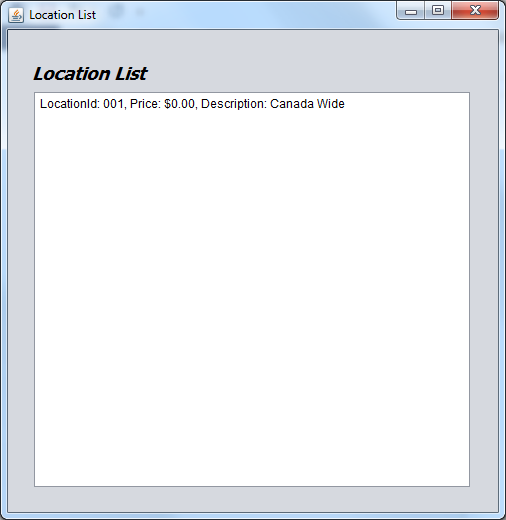 Location List
Location List
LocationId: 001, Price: $0.00, Description: Canada Wide